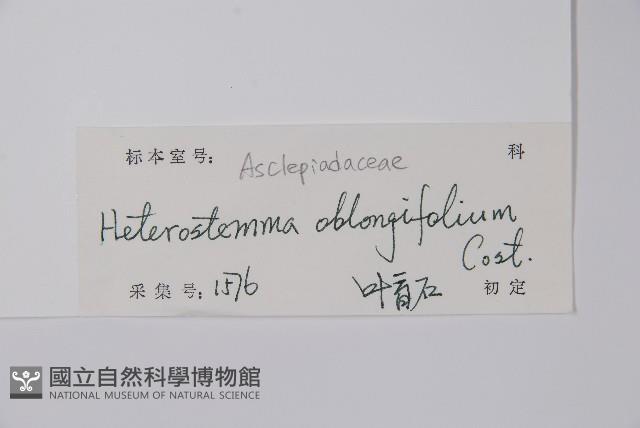 标本室号: Asclepiadaceae 科
Heterostemma oblongifolium
Cost.
采集号: 1576 叶育石 初定
國立自然科學博物館
NATIONAL MUSEUM OF NATURAL SCIENCE